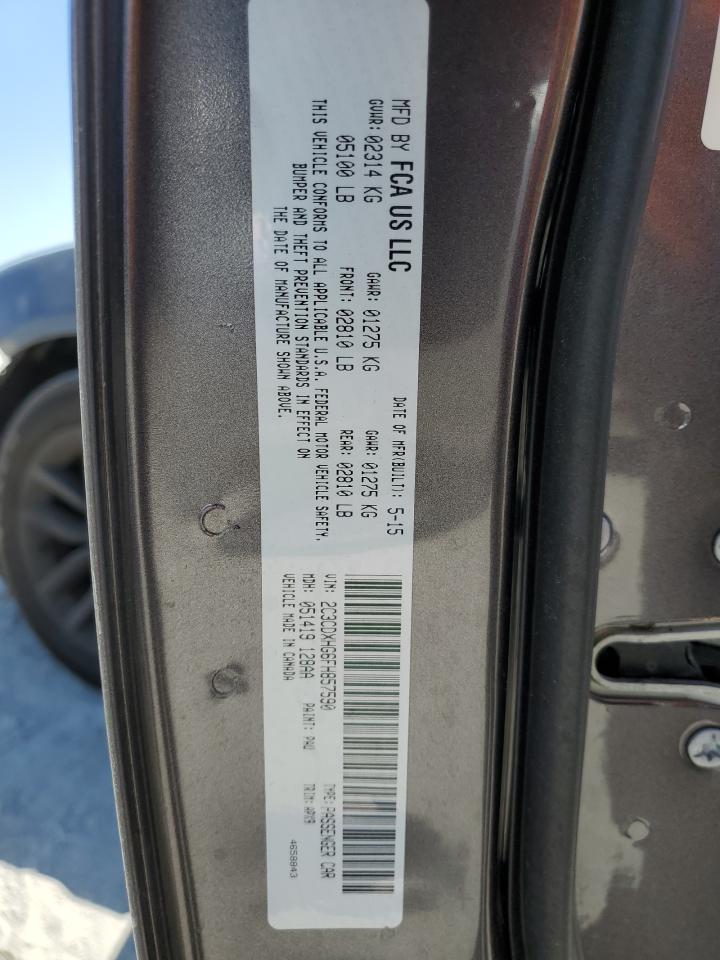 MFD BY FCA US LLC
DATE OF MFR(BUILT): 5-15
GVWR: 02314 KG
GAWR: 01275 KG
GAWR: 01275 KG
05100 LB
FRONT: 02810 LB
REAR: 02810 LB
THIS VEHICLE CONFORMS TO ALL APPLICABLE U.S.A. FEDERAL MOTOR VEHICLE SAFETY,
BUMPER AND THEFT PREVENTION STANDARDS IN EFFECT ON
THE DATE OF MANUFACTURE SHOWN ABOVE.
VIN: 2C3CDXHG6FH857590
TYPE: PASSENGER CAR
MDH: 051419 128AA
PAINT: PAU
TRIM: APX9
VEHICLE MADE IN CANADA
4658843